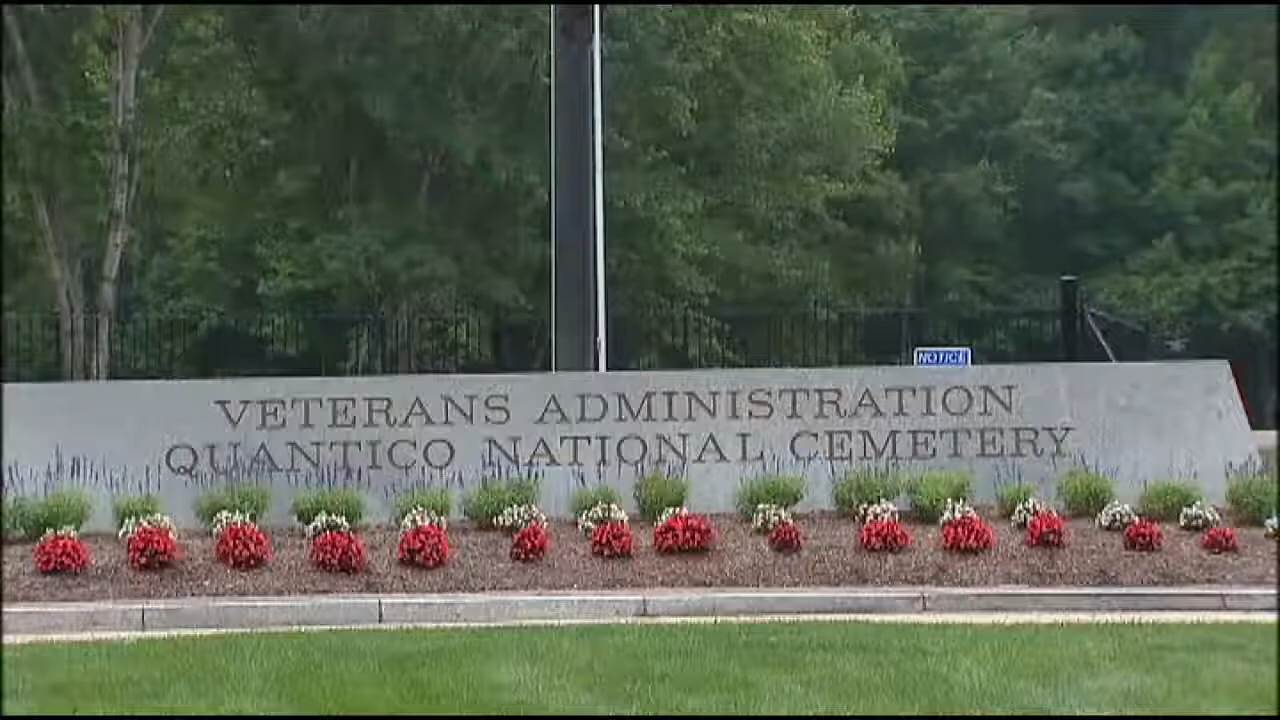 NOTICE
VETERANS ADMINISTRATION
QUANTICO NATIONAL CEMETERY